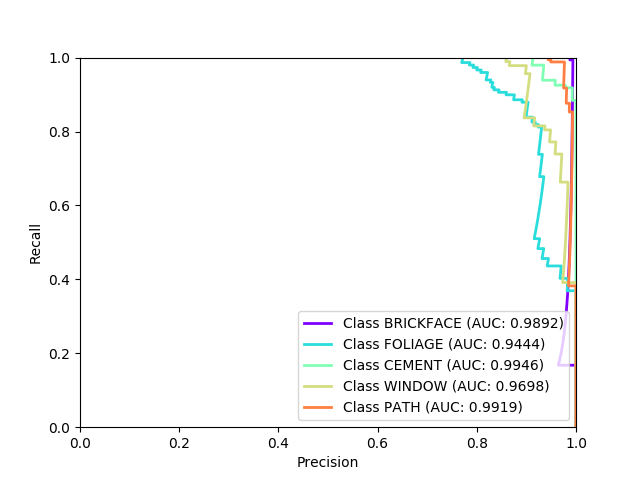 1.0
0.8
0.6
0.4
0.2
0.0
Recall
Class BRICKFACE (AUC: 0.9892)
Class FOLIAGE (AUC: 0.9444)
Class CEMENT (AUC: 0.9946)
Class WINDOW (AUC: 0.9698)
Class PATH (AUC: 0.9919)
0.0 0.2 0.4 0.6 0.8 1.0
Precision